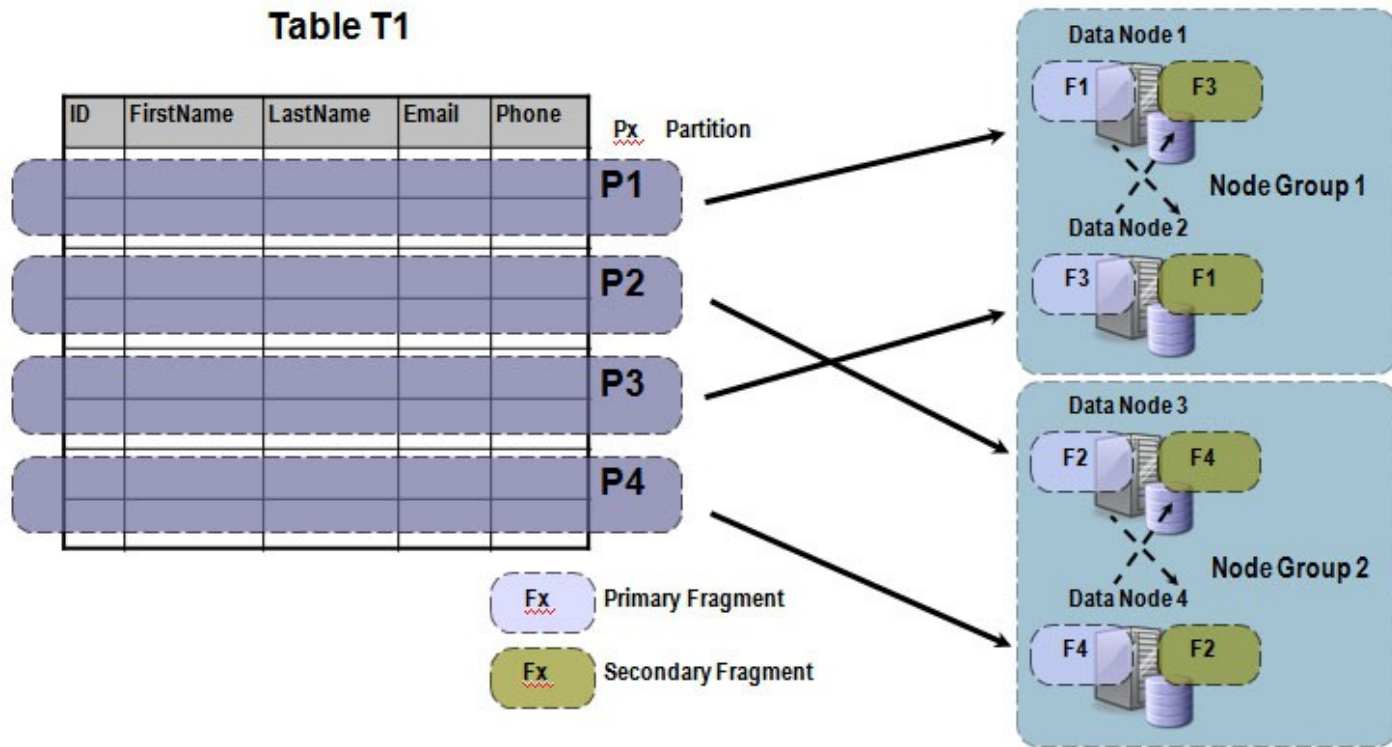 Table T1
ID FirstName LastName Email Phone
Px Partition
P1
P2
P3
P4
Fx Primary Fragment
Fx Secondary Fragment
Data Node 1
F1 F3
Node Group 1
Data Node 2
F3 F1
Data Node 3
F2 F4
Node Group 2
Data Node 4
F4 F2